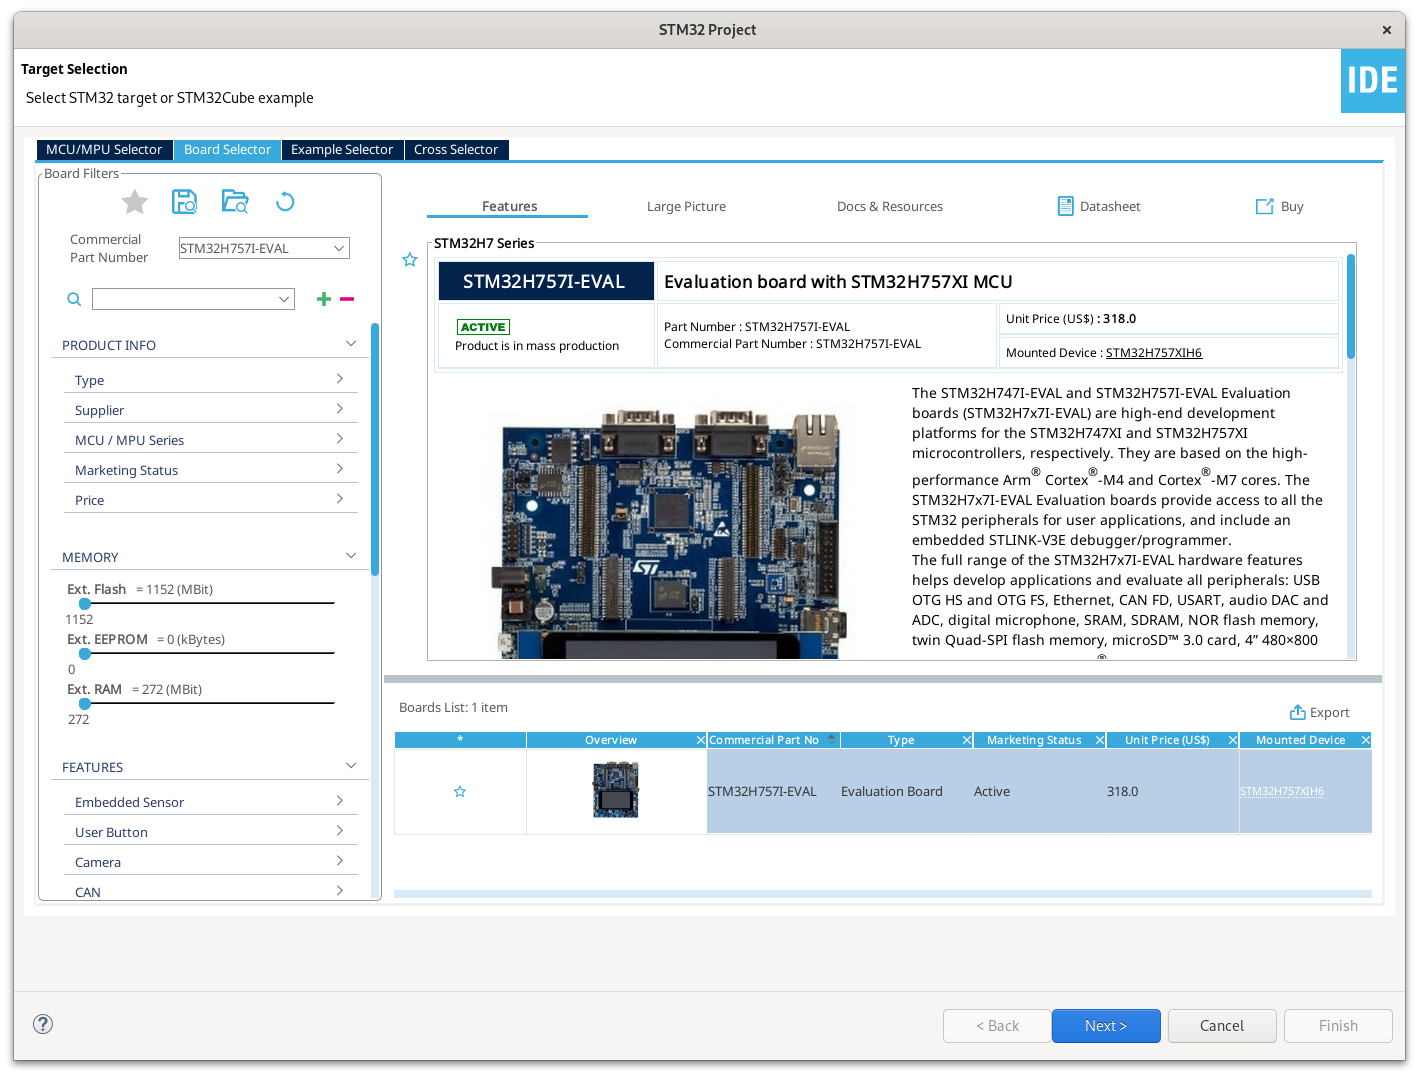 STM32 Project
Target Selection
Select STM32 target or STM32Cube example
IDE
MCU/MPU Selector
Board Selector
Example Selector
Cross Selector
Board Filters
Commercial
Part Number
STM32H757I-EVAL
PRODUCT INFO
Type
Supplier
MCU / MPU Series
Marketing Status
Price
MEMORY
Ext. Flash = 1152 (MBit)
1152
Ext. EEPROM = 0 (kBytes)
0
Ext. RAM = 272 (MBit)
272
FEATURES
Embedded Sensor
User Button
Camera
CAN
Features
Large Picture
Docs & Resources
Datasheet
Buy
STM32H7 Series
STM32H757I-EVAL
Evaluation board with STM32H757XI MCU
ACTIVE
Product is in mass production
Part Number : STM32H757I-EVAL
Commercial Part Number : STM32H757I-EVAL
Unit Price (US$) : 318.0
Mounted Device : STM32H757XIH6
The STM32H747I-EVAL and STM32H757I-EVAL Evaluation
boards (STM32H7x7I-EVAL) are high-end development
platforms for the STM32H747XI and STM32H757XI
microcontrollers, respectively. They are based on the high-
performance Arm® Cortex®-M4 and Cortex®-M7 cores. The
STM32H7x7I-EVAL Evaluation boards provide access to all the
STM32 peripherals for user applications, and include an
embedded STLINK-V3E debugger/programmer.
The full range of the STM32H7x7I-EVAL hardware features
helps develop applications and evaluate all peripherals: USB
OTG HS and OTG FS, Ethernet, CAN FD, USART, audio DAC and
ADC, digital microphone, SRAM, SDRAM, NOR flash memory,
twin Quad-SPI flash memory, microSD™ 3.0 card, 4” 480×800
Boards List: 1 item
Export
* Overview Commercial Part No Type Marketing Status Unit Price (US$) Mounted Device
STM32H757I-EVAL Evaluation Board Active 318.0 STM32H757XIH6
?
< Back
Next >
Cancel
Finish